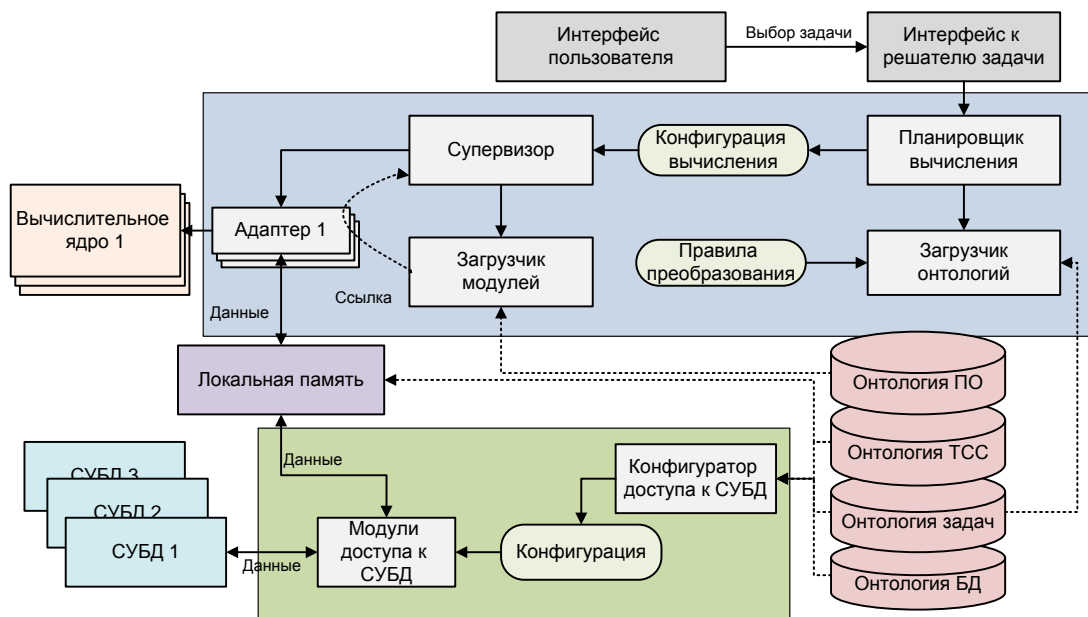 Интерфейс
пользователя
Выбор задачи
Интерфейс к
решателю задачи
Супервизор
Конфигурация
вычисления
Планировщик
вычисления
Вычислительное
ядро 1
Адаптер 1
Загрузчик
модулей
Правила
преобразования
Загрузчик
онтологий
Ссылка
Данные
Локальная память
Онтология ПО
Онтология ТСС
Онтология задач
Онтология БД
Данные
Конфигуратор
доступа к СУБД
СУБД 3
СУБД 2
СУБД 1
Данные
Модули
доступа к
СУБД
Конфигурация